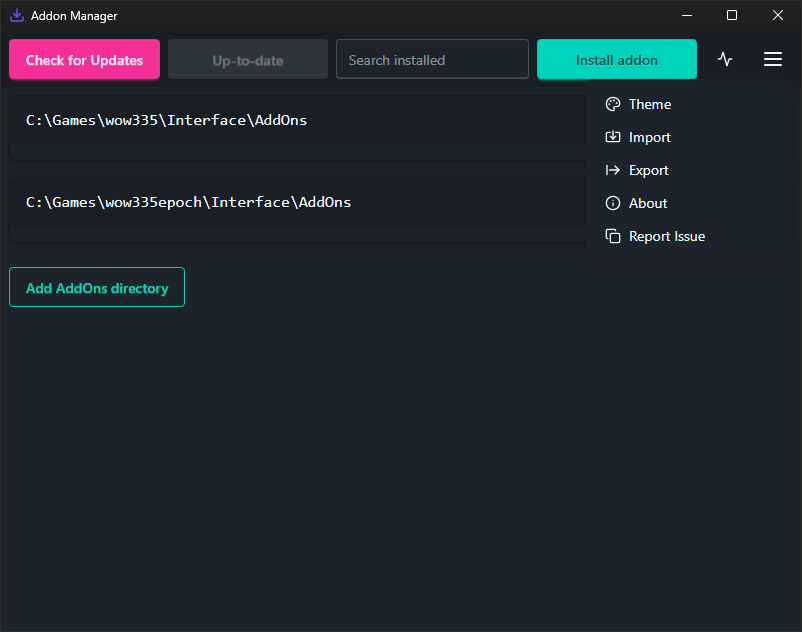 Addon Manager
Check for Updates
Up-to-date
Search installed
Install addon
Theme
Import
Export
About
Report Issue
C:\Games\wow335\Interface\AddOns
C:\Games\wow335epoch\Interface\AddOns
Add AddOns directory